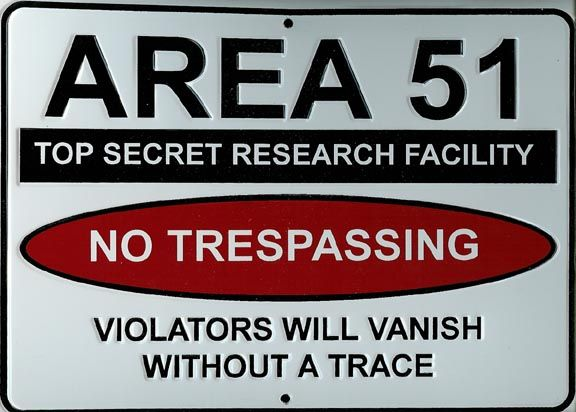 AREA 51
TOP SECRET RESEARCH FACILITY
NO TRESPASSING
VIOLATORS WILL VANISH
WITHOUT A TRACE